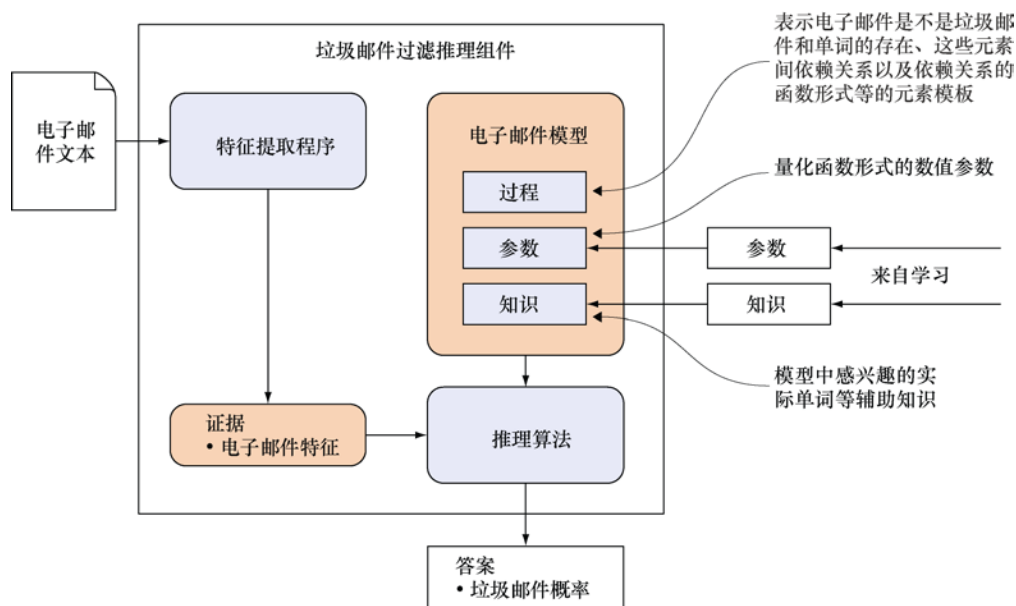 垃圾邮件过滤推理组件
表示电子邮件是不是垃圾邮
件和单词的存在、这些元素
间依赖关系以及依赖关系的
函数形式等的元素模板
电子邮
件文本
特征提取程序
电子邮件模型
过程
量化函数形式的数值参数
参数
参数
来自学习
知识
知识
模型中感兴趣的实
际单词等辅助知识
证据
• 电子邮件特征
推理算法
答案
• 垃圾邮件概率